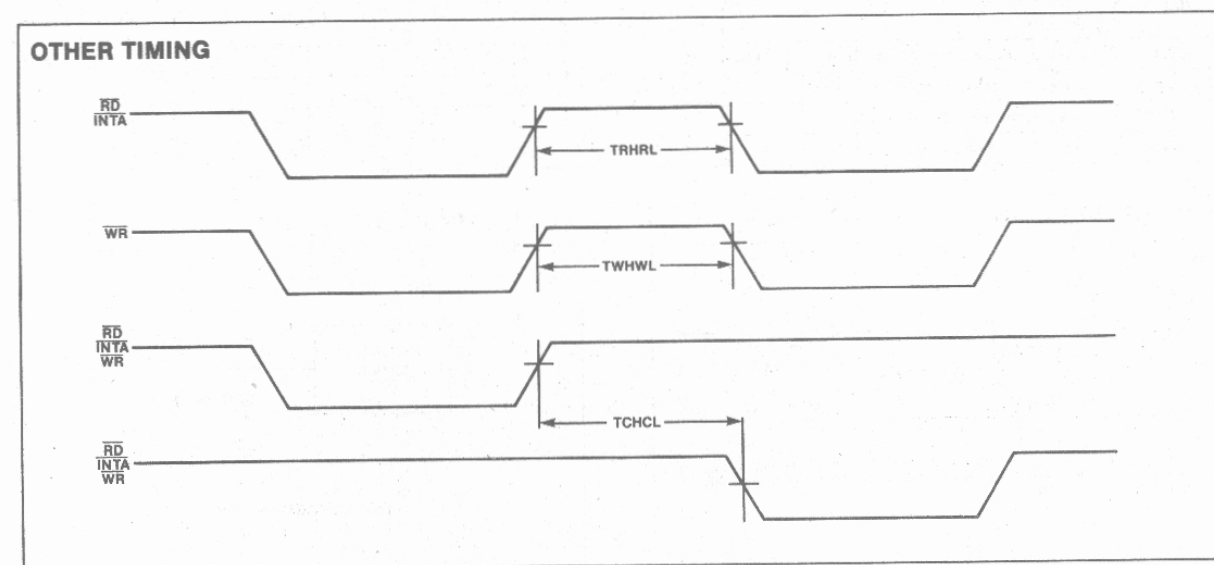 OTHER TIMING
RD
INTA
TRHRL
WR
TWHWL
RD
INTA
WR
TCHCL
RD
INTA
WR